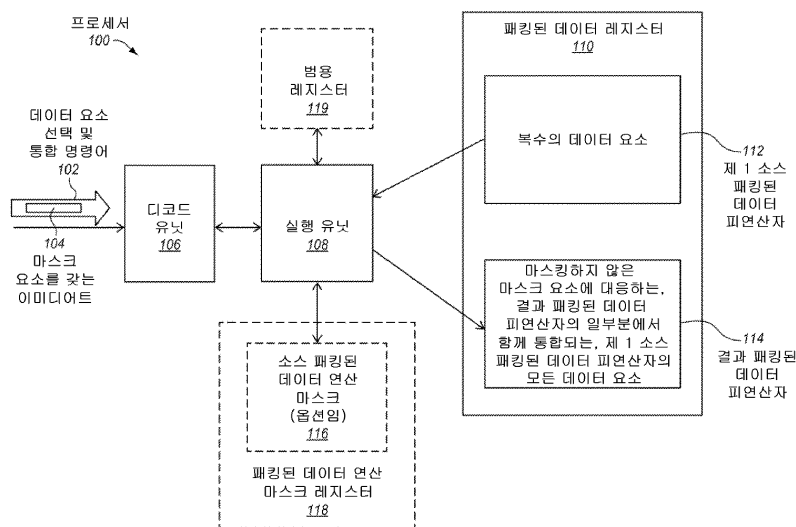 프로세서
100
데이터 요소
선택 및
통합 명령어
102
104
마스크
요소를 갖는
이미디어트
디코드
유닛
106
범용
레지스터
119
실행 유닛
108
소스 패킹된
데이터 연산
마스크
(옵션임)
116
패킹된 데이터 연산
마스크 레지스터
118
패킹된 데이터 레지스터
110
복수의 데이터 요소
112
제 1 소스
패킹된
데이터
피연산자
마스킹하지 않은
마스크 요소에 대응하는,
결과 패킹된 데이터
피연산자의 일부분에서
함께 통합되는, 제 1 소스
패킹된 데이터 피연산자의
모든 데이터 요소
114
결과 패킹된
데이터
피연산자